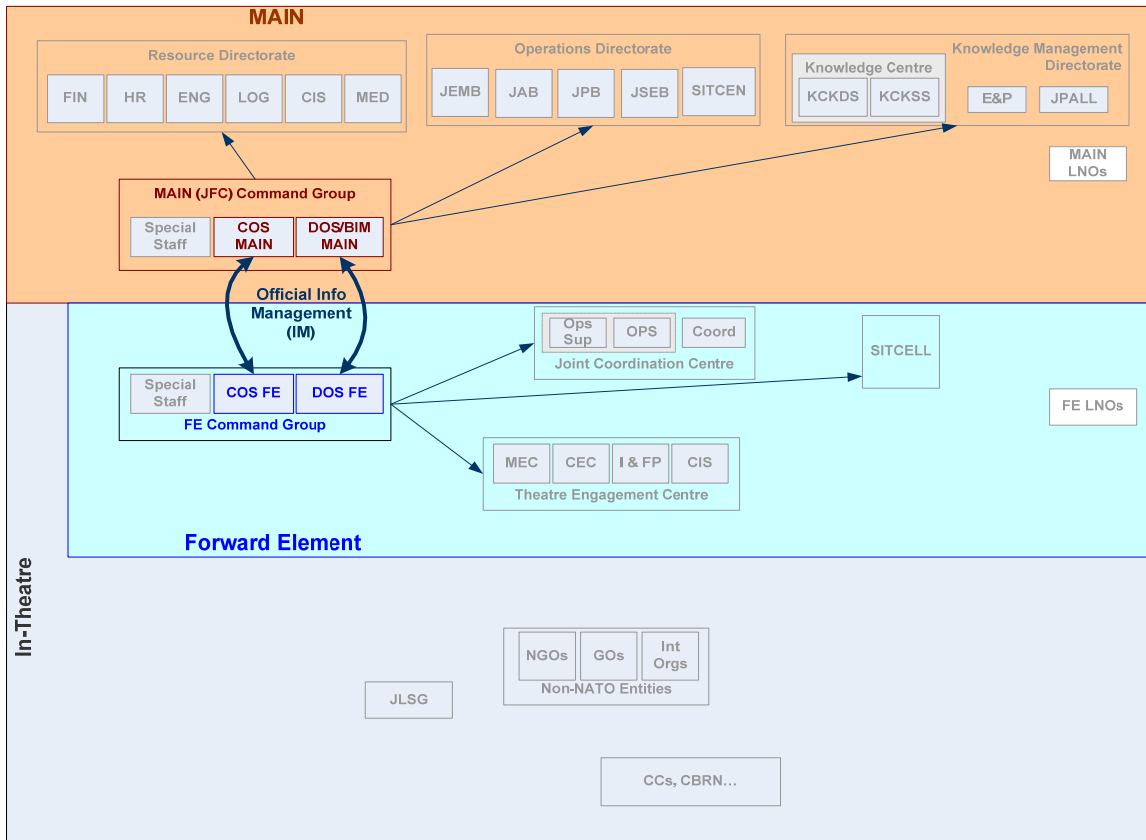 MAIN
Resource Directorate
FIN
HR
ENG
LOG
CIS
MED
Operations Directorate
JEMB
JAB
JPB
JSEB
SITCEN
Knowledge Management
Directorate
Knowledge Centre
KCKDS
KCKSS
E&P
JPALL
MAIN
LNOs
MAIN (JFC) Command Group
Special
Staff
COS
MAIN
DOS/BIM
MAIN
Official Info
Management
(IM)
Special
Staff
COS FE
DOS FE
FE Command Group
Ops
Sup
OPS
Coord
Joint Coordination Centre
SITCELL
FE LNOs
MEC
CEC
I & FP
CIS
Theatre Engagement Centre
Forward Element
In-Theatre
NGOs
GOs
Int
Orgs
Non-NATO Entities
JLSG
CCs, CBRN…